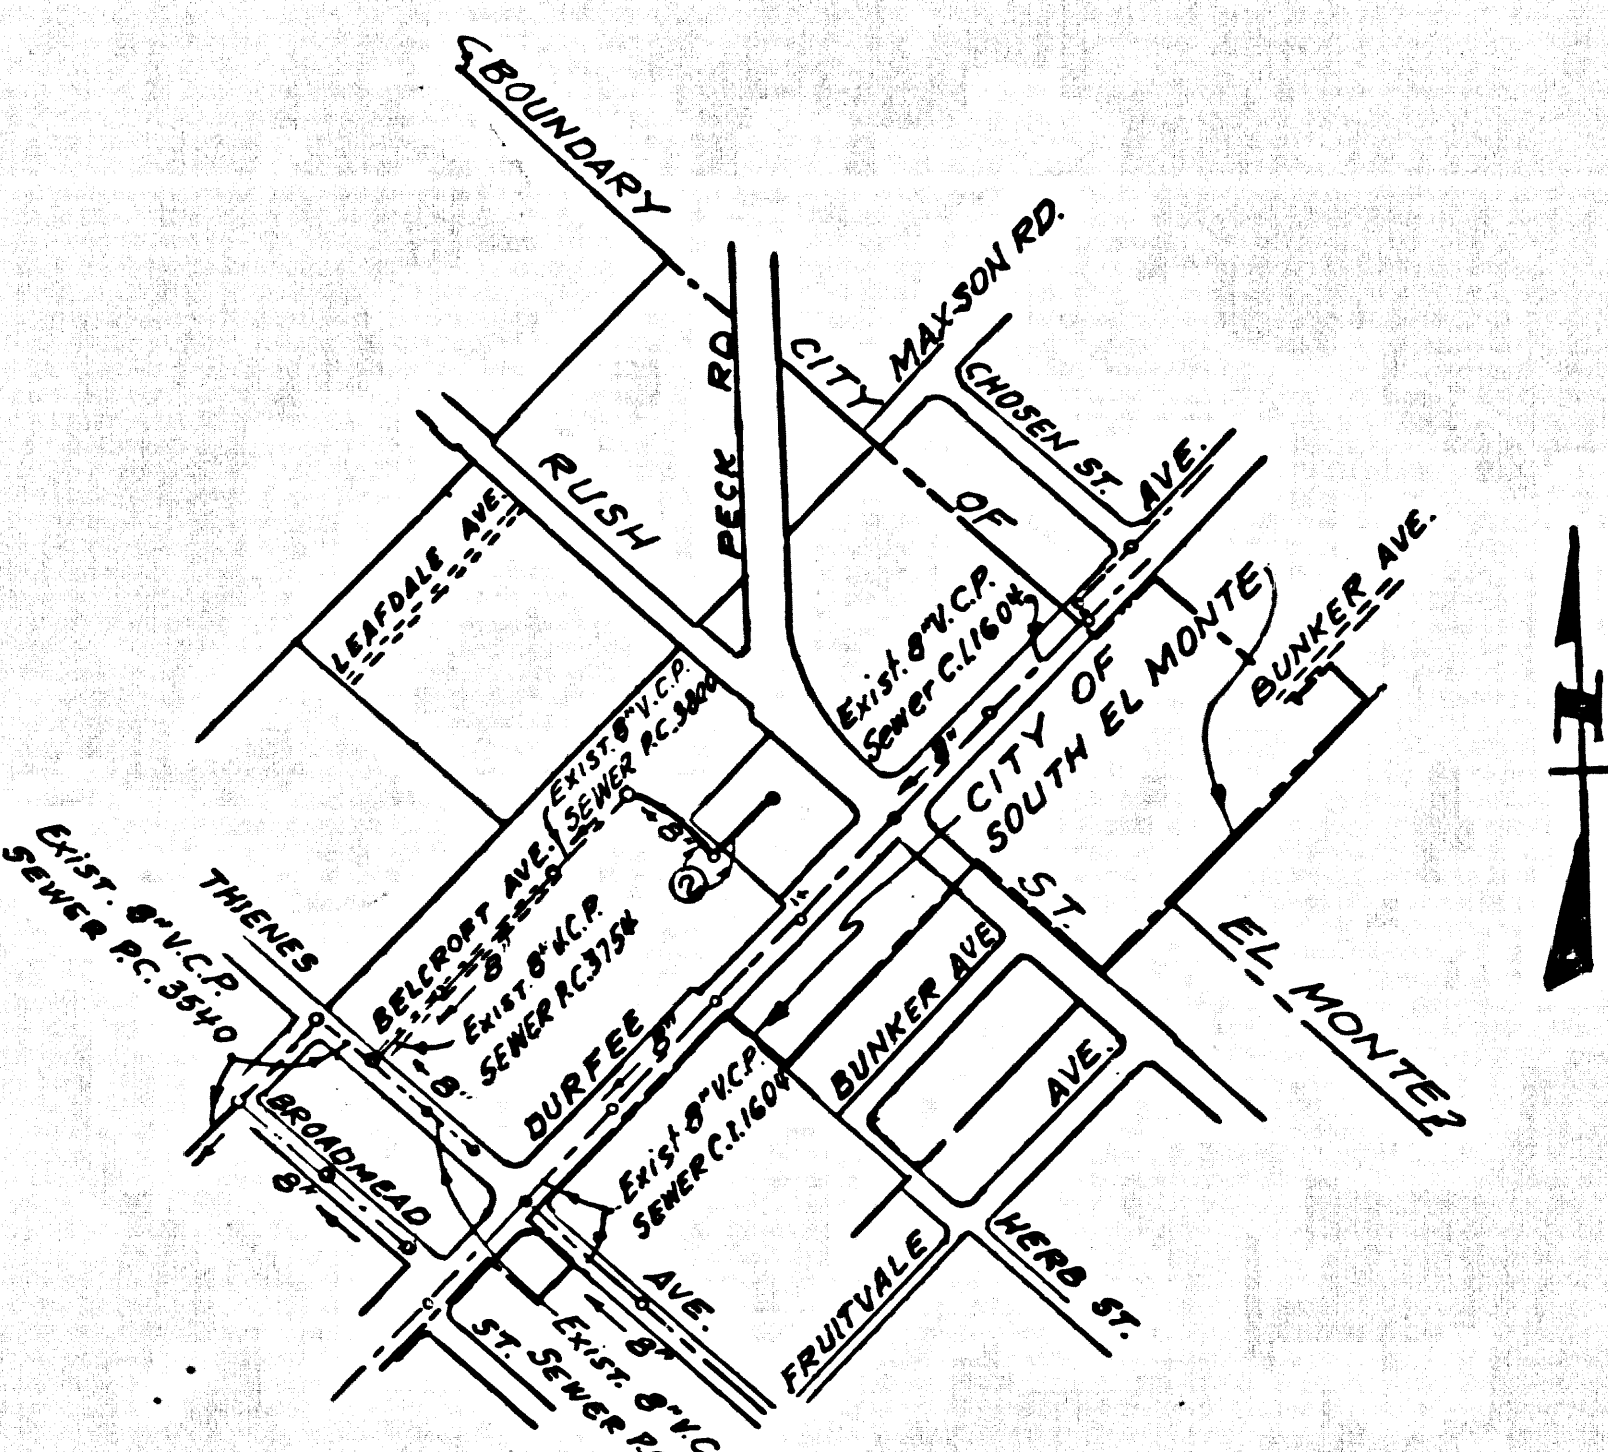 BOUNDARY
MAXSON RD.
CHOSEN ST.
CITY
OF
PECK RD
RUSH
ST.
AVE.
LEAFDALE AVE.
BUNKER AVE.
Exist. 8" V.C.P.
Sewer C.I. 1604
8"
CITY OF
SOUTH EL MONTE
EL MONTE
EXIST. 8" V.C.P.
SEWER P.C. 3800
8"
2
BELCROFT AVE.
8"
EXIST. 8" V.C.P.
SEWER P.C. 3754
8"
THIENES
AVE.
EXIST. 8" V.C.P.
SEWER P.C. 3540
DURFEE
8"
BUNKER AVE
AVE.
Exist 8" V.C.P.
SEWER C.I. 1604
BROADMEAD
ST.
8"
8"
FRUITVALE
HERB ST.
EXIST. 8" V.C
SEWER P.C